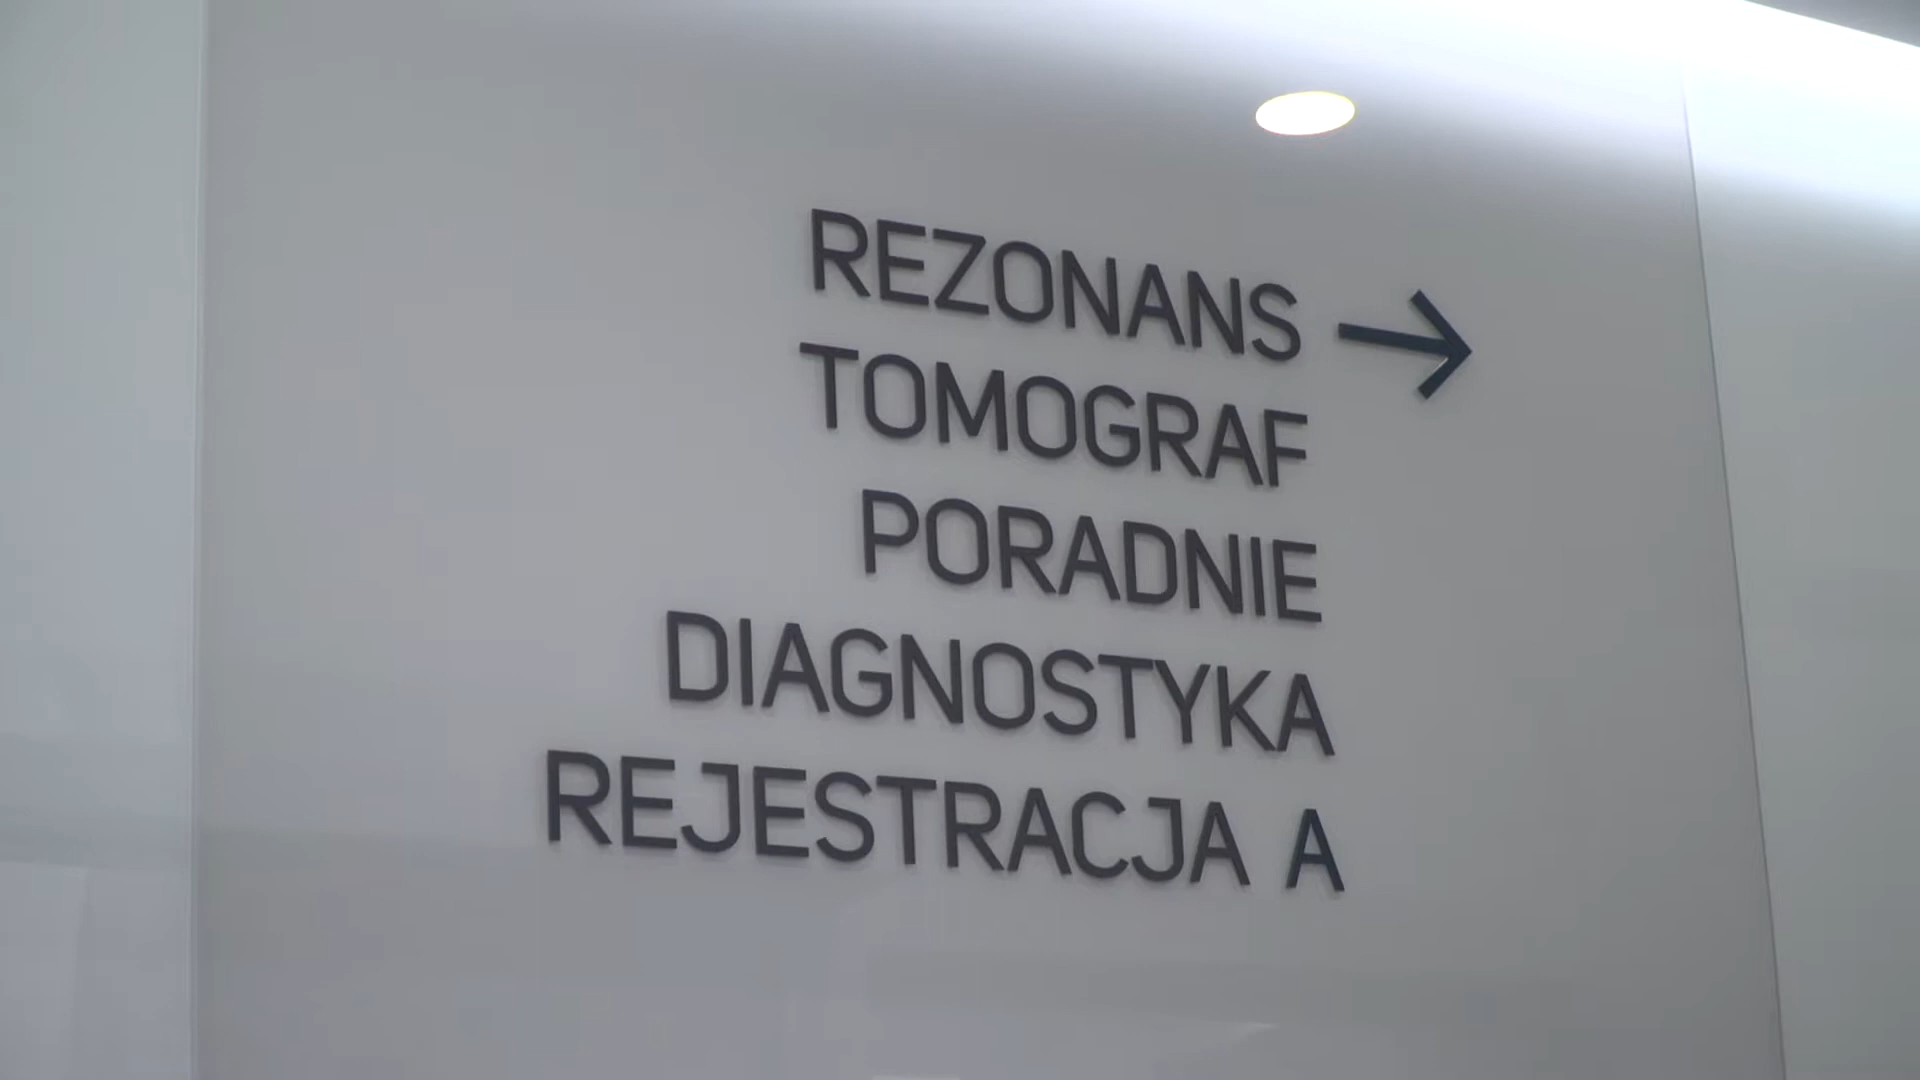 REZONANS →
TOMOGRAF
PORADNIE
DIAGNOSTYKA
REJESTRACJA A